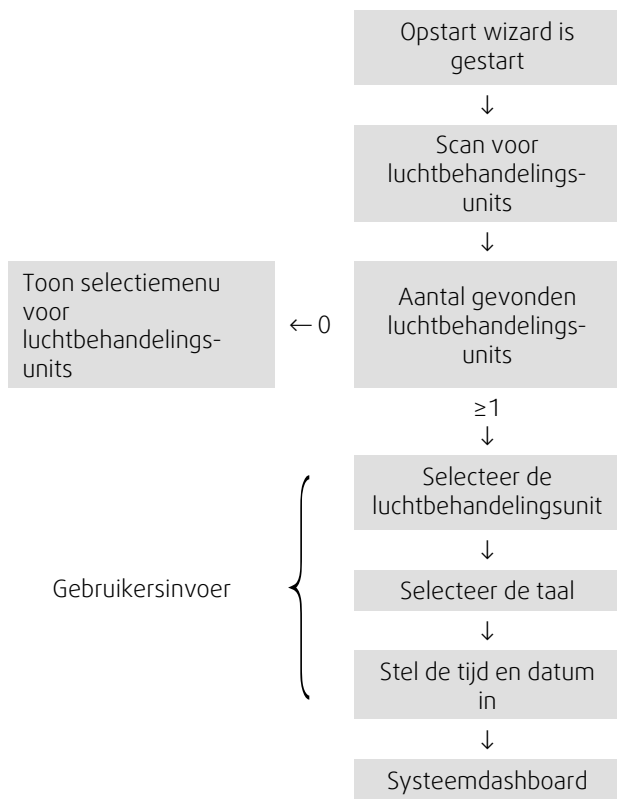 Opstart wizard is
gestart
↓
Scan voor
luchtbehandelings-
units
↓
Toon selectiemenu
voor
luchtbehandelings-
units
← 0
Aantal gevonden
luchtbehandelings-
units
≥1
↓
Gebruikersinvoer
Selecteer de
luchtbehandelingsunit
↓
Selecteer de taal
↓
Stel de tijd en datum
in
↓
Systeemdashboard